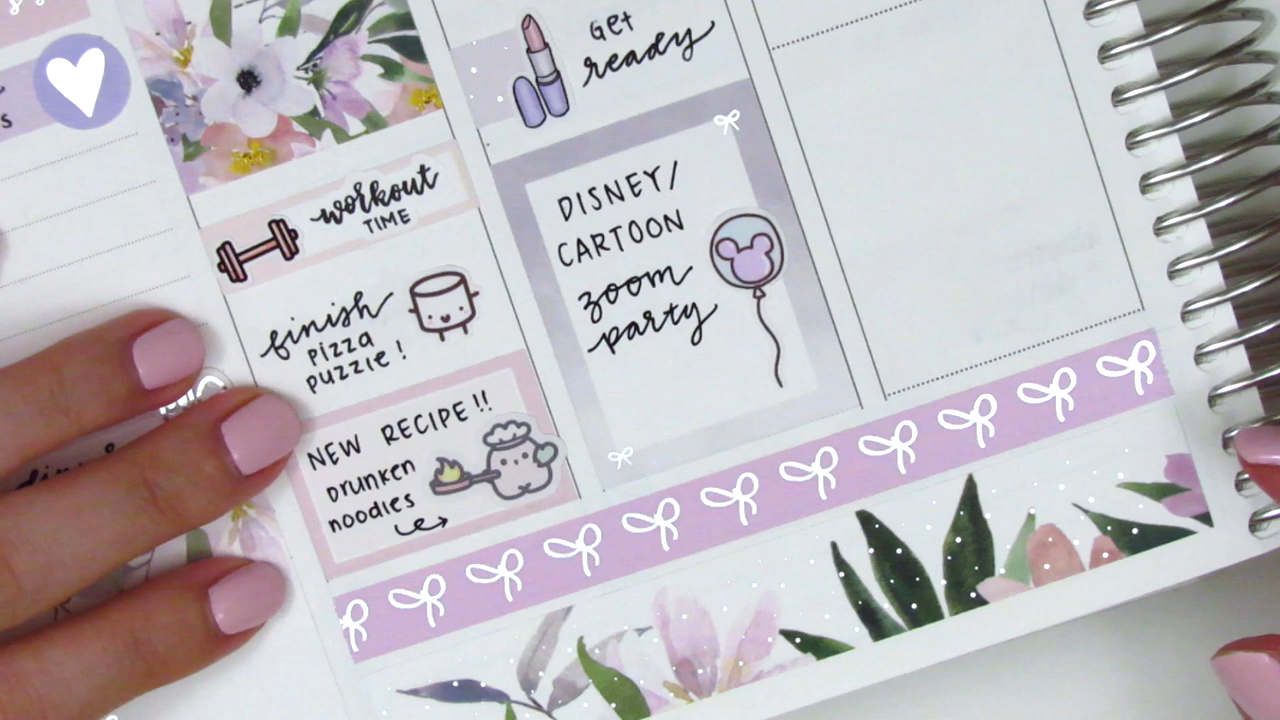 workout
TIME
finish
pizza
puzzle!
NEW RECIPE!!
Drunken
noodles
Get
ready
DISNEY/
CARTOON
zoom
party